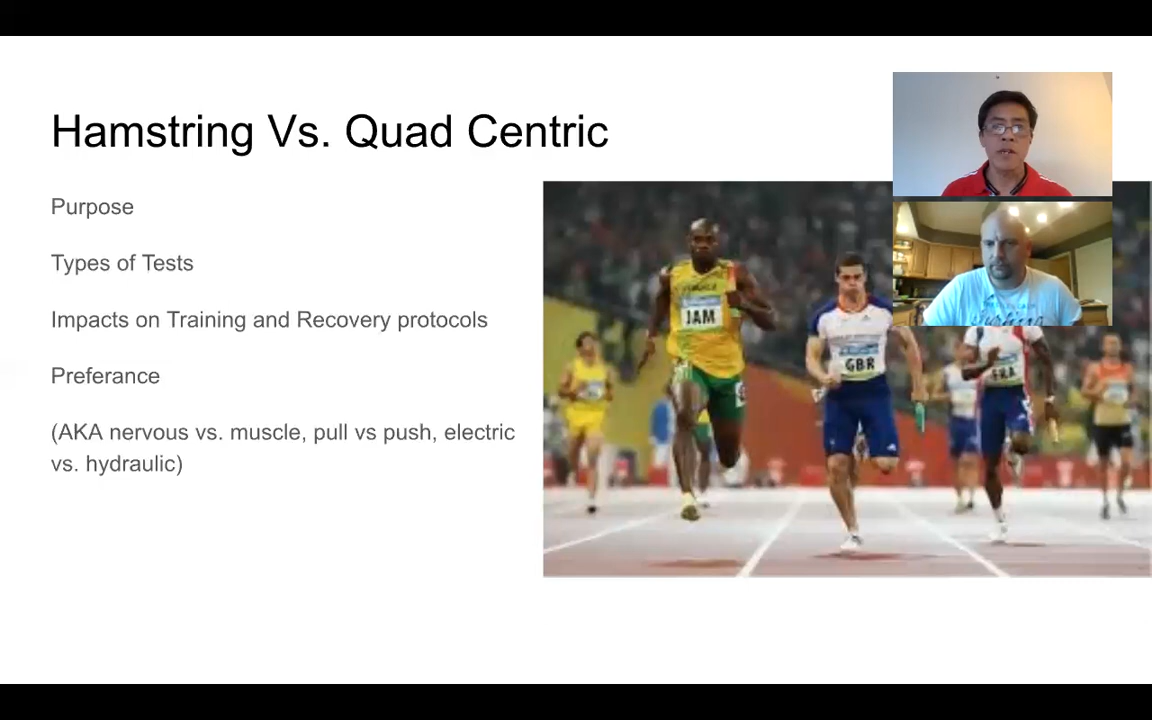 Hamstring Vs. Quad Centric
Purpose
Types of Tests
Impacts on Training and Recovery protocols
Preferance
(AKA nervous vs. muscle, pull vs push, electric
vs. hydraulic)
JAM
GBR
FRA